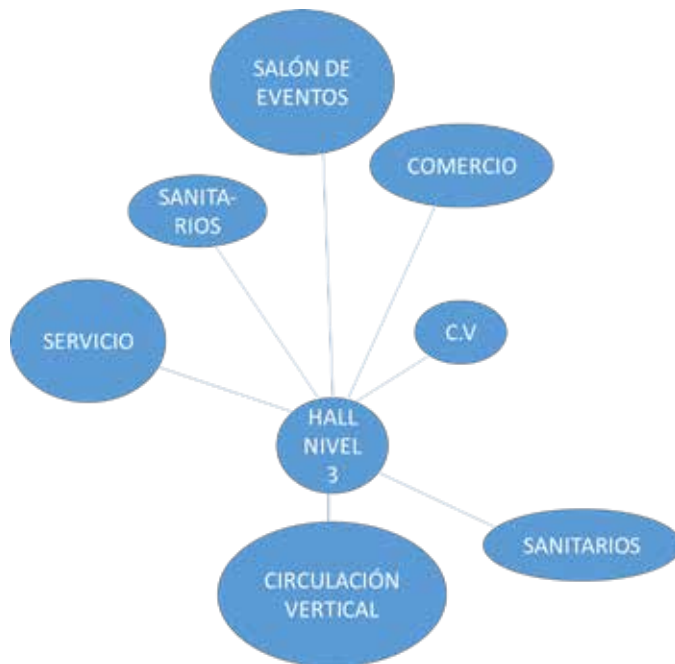 SALÓN DE
EVENTOS
COMERCIO
SANITA-
RIOS
SERVICIO
C.V
HALL
NIVEL
3
SANITARIOS
CIRCULACIÓN
VERTICAL